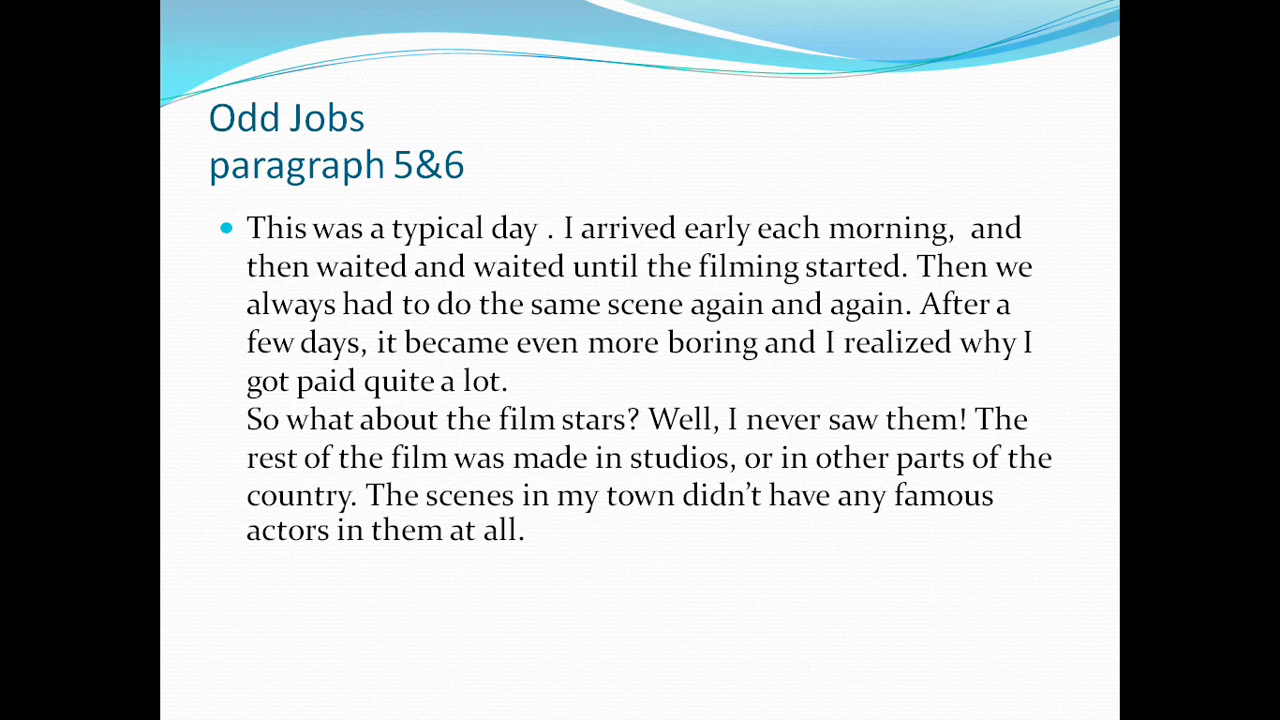 Odd Jobs
paragraph 5&6
• This was a typical day . I arrived early each morning,  and
then waited and waited until the filming started. Then we
always had to do the same scene again and again. After a
few days, it became even more boring and I realized why I
got paid quite a lot.
So what about the film stars? Well, I never saw them! The
rest of the film was made in studios, or in other parts of the
country. The scenes in my town didn’t have any famous
actors in them at all.